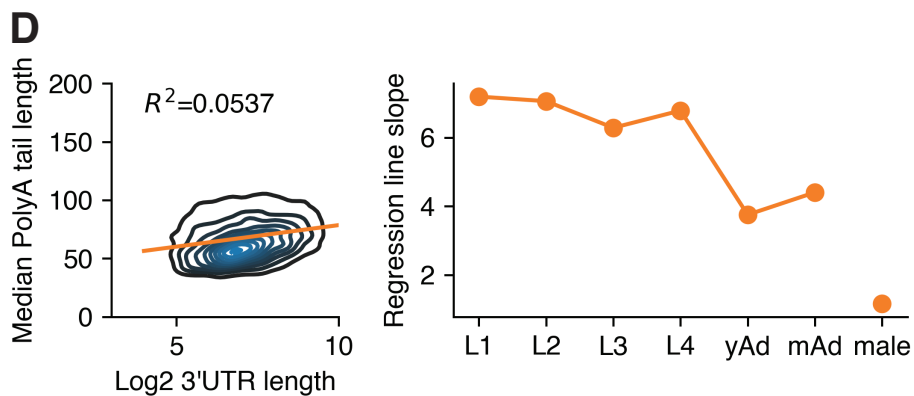 D
Median PolyA tail length
200
150
100
50
0
R²=0.0537
5
10
Log2 3'UTR length
Regression line slope
6
4
2
L1 L2 L3 L4 yAd mAd male